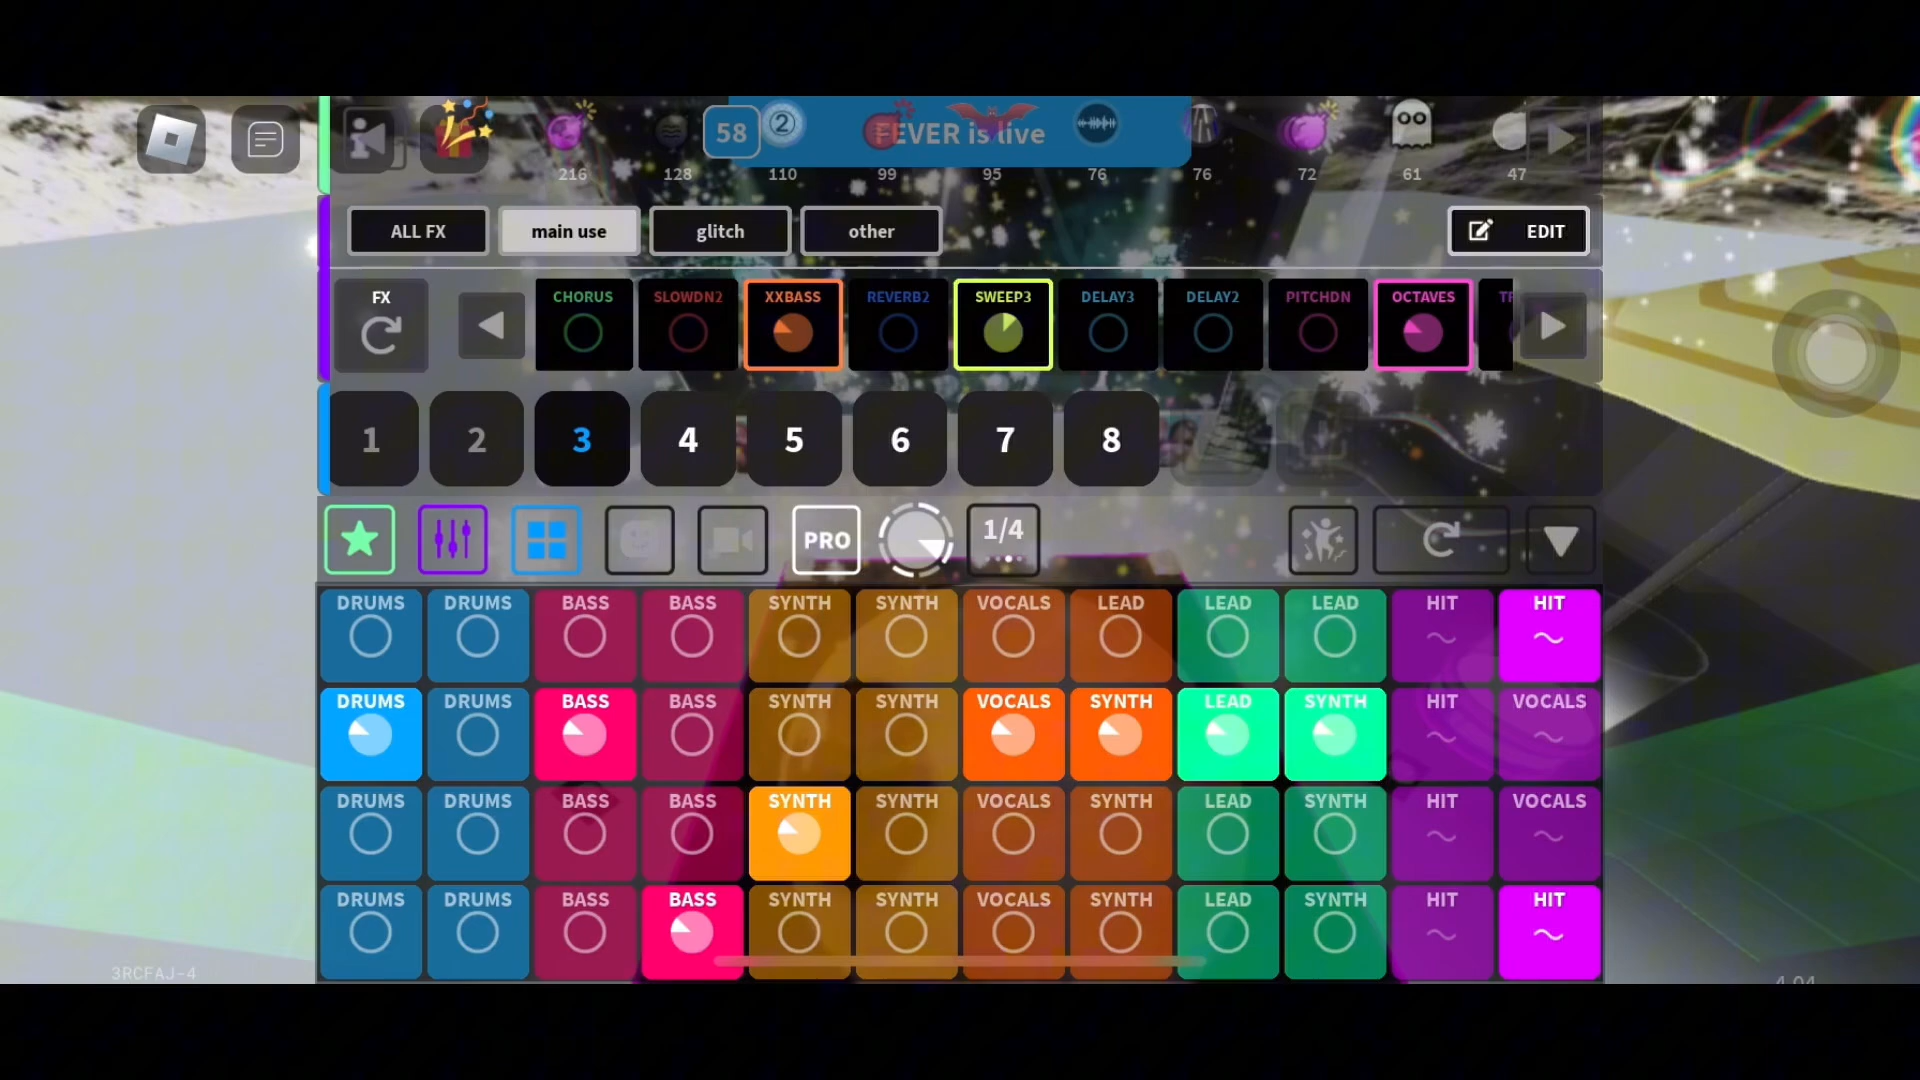 58 2 FEVER is live
216 128 110 99 95 76 76 72 61 47
ALL FX main use glitch other EDIT
FX CHORUS SLOWDN2 XXBASS REVERB2 SWEEP3 DELAY3 DELAY2 PITCHDN OCTAVES
1 2 3 4 5 6 7 8
PRO 1/4
DRUMS DRUMS BASS BASS SYNTH SYNTH VOCALS LEAD LEAD LEAD HIT HIT
DRUMS DRUMS BASS BASS SYNTH SYNTH VOCALS SYNTH LEAD SYNTH HIT VOCALS
DRUMS DRUMS BASS BASS SYNTH SYNTH VOCALS SYNTH LEAD SYNTH HIT VOCALS
DRUMS DRUMS BASS BASS SYNTH SYNTH VOCALS SYNTH LEAD SYNTH HIT HIT
3RCFAJ-4